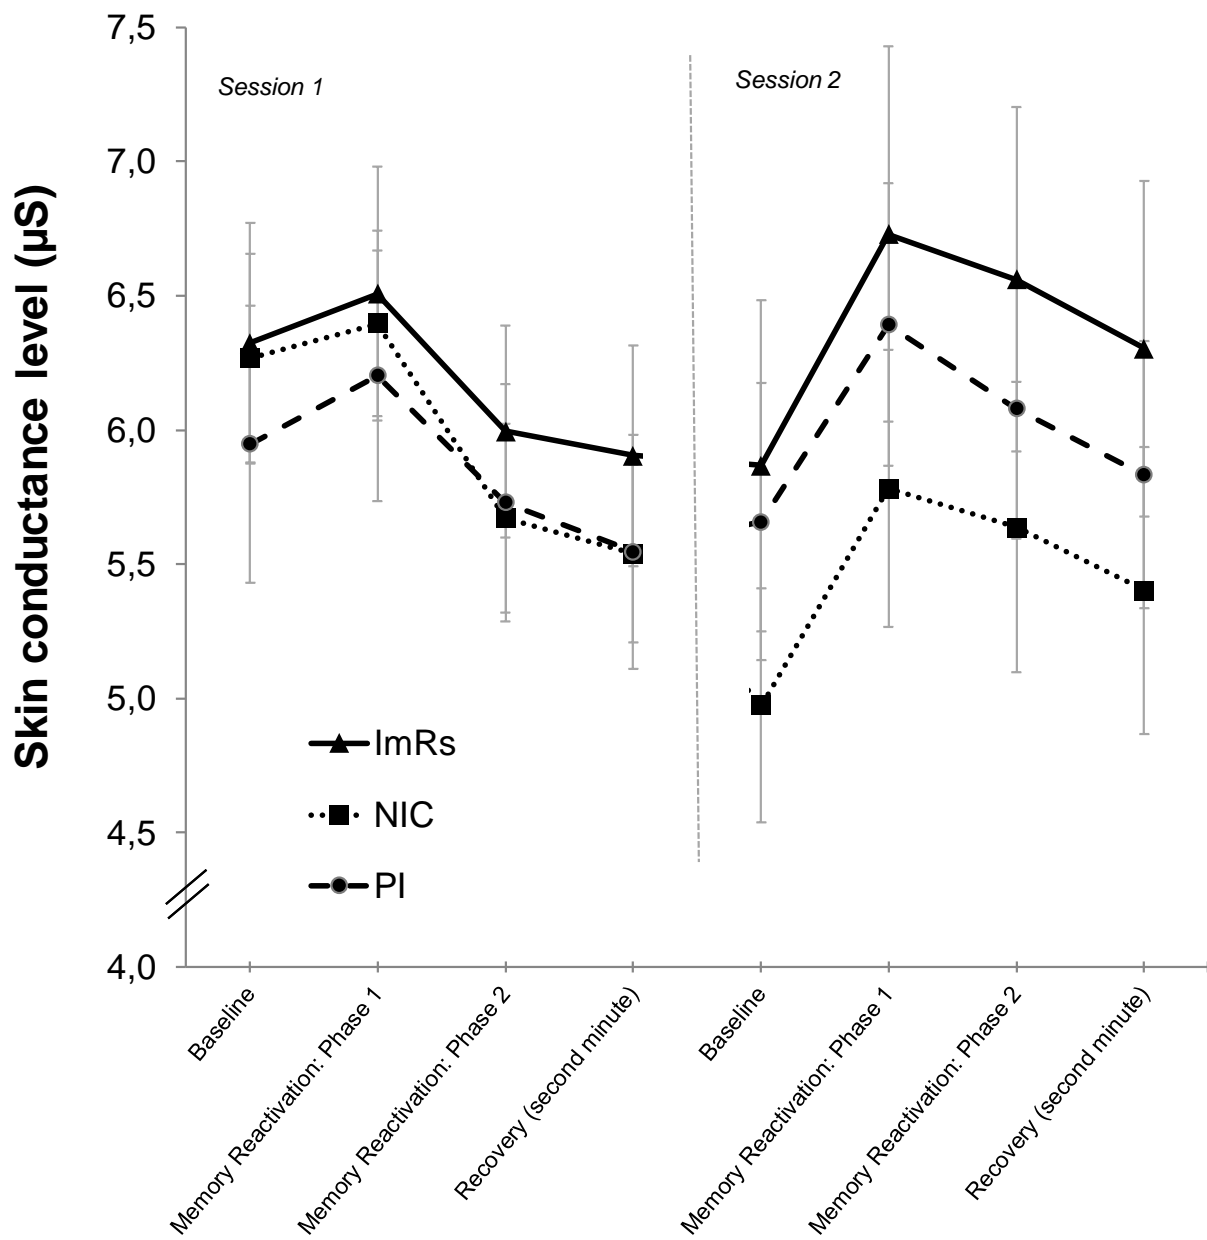 Skin conductance level (µS)
7,5
7,0
6,5
6,0
5,5
5,0
4,5
4,0
Session 1
Session 2
ImRs
NIC
PI
Baseline
Memory Reactivation: Phase 1
Memory Reactivation: Phase 2
Recovery (second minute)
Baseline
Memory Reactivation: Phase 1
Memory Reactivation: Phase 2
Recovery (second minute)